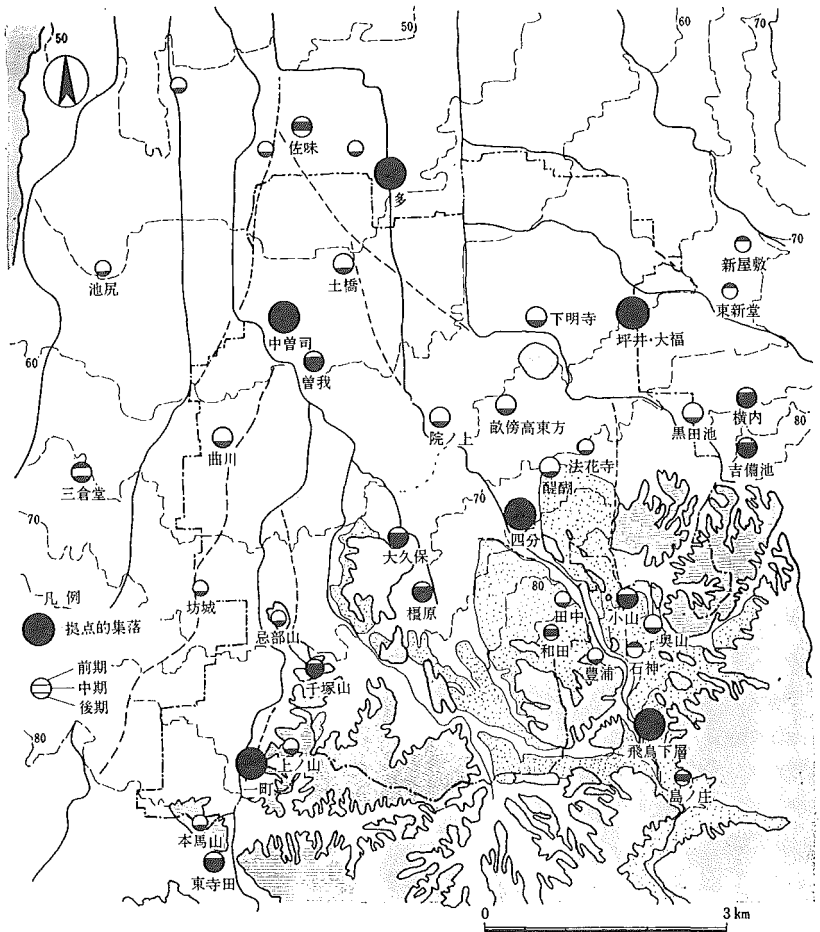 50
50
60
70
佐味
多
70
新屋敷
池尻
土橋
東新堂
下明寺
坪井・大福
中曽司
60
曽我
横内
黒田池
80
畝傍高東方
院ノ上
吉備池
曲川
法花寺
醍醐
三倉堂
70
70
四分
大久保
凡例
拠点的集落
坊城
橿原
80
田中
小山
忌部山
和田
奥山
前期
中期
後期
豊浦
石神
千塚山
80
飛鳥下層
上ノ山
一町
島ノ庄
本馬山
東寺田
0
3km